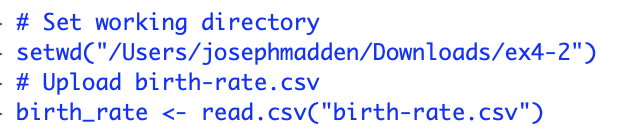 > # Set working directory
> setwd("/Users/josephmadden/Downloads/ex4-2")
> # Upload birth-rate.csv
> birth_rate <- read.csv("birth-rate.csv")